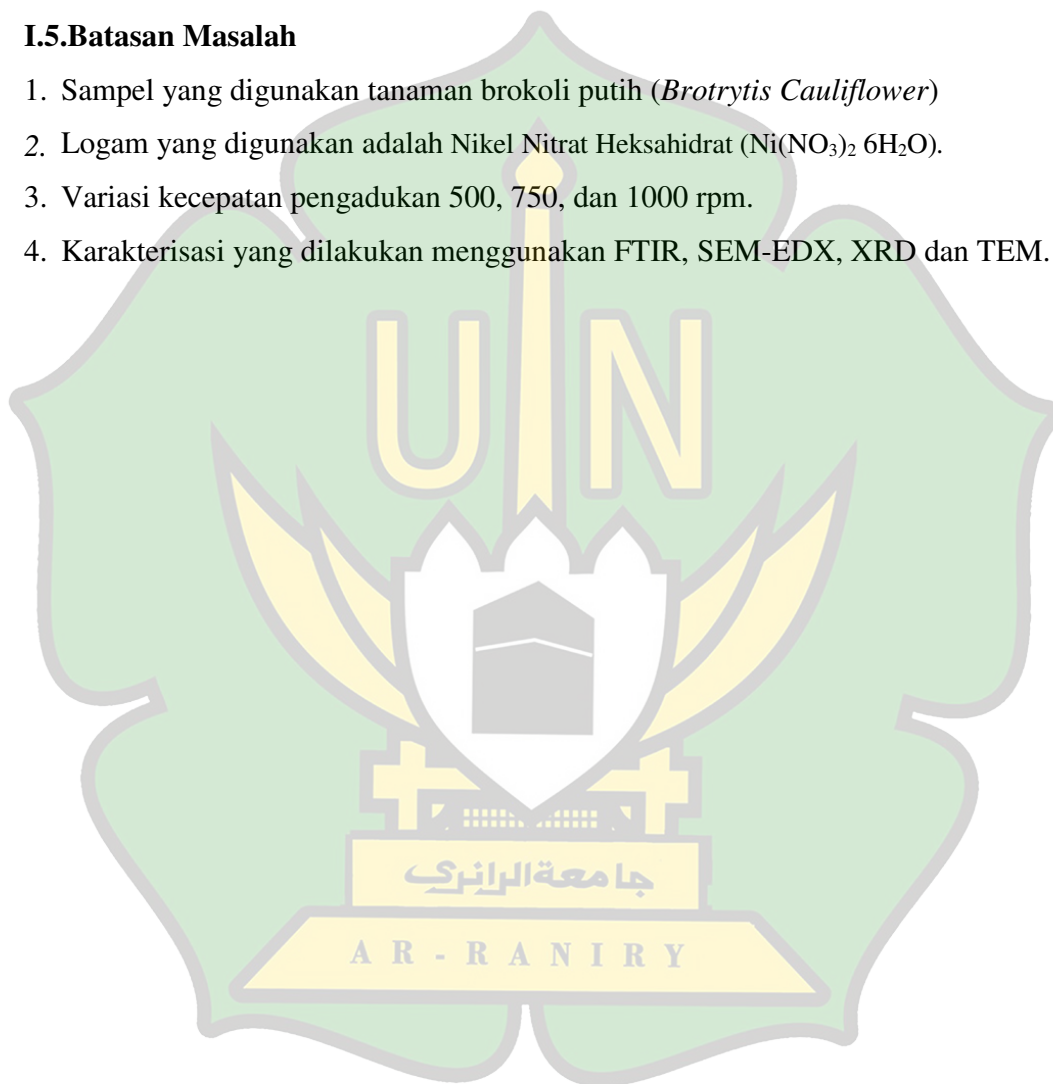 I.5.Batasan Masalah
1. Sampel yang digunakan tanaman brokoli putih (Brotrytis Cauliflower)
2. Logam yang digunakan adalah Nikel Nitrat Heksahidrat (Ni(NO₃)₂ 6H₂O).
3. Variasi kecepatan pengadukan 500, 750, dan 1000 rpm.
4. Karakterisasi yang dilakukan menggunakan FTIR, SEM-EDX, XRD dan TEM.
UIN
جامعة الرانري
AR-RANIRY